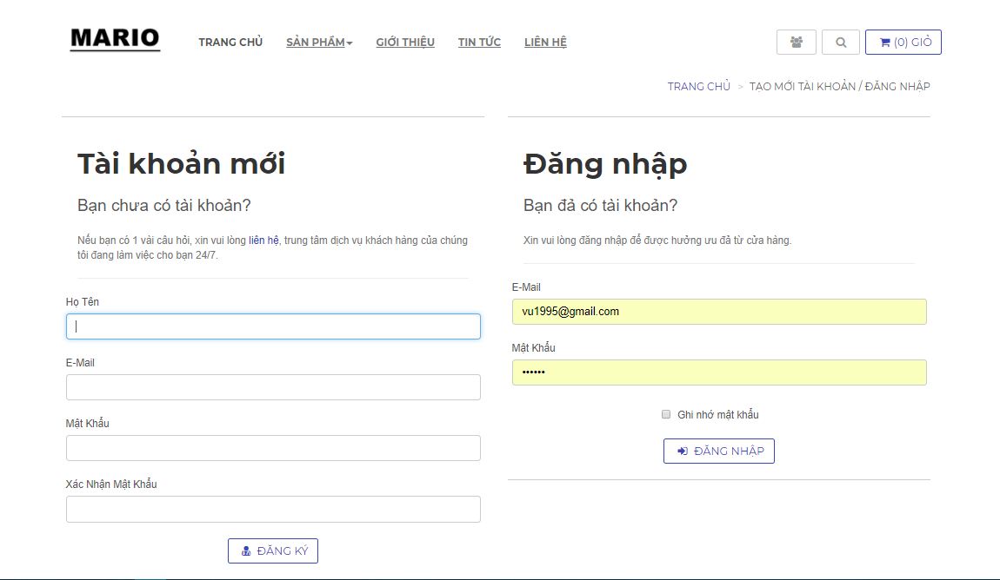 MARIO
TRANG CHỦ SẢN PHẨM GIỚI THIỆU TIN TỨC LIÊN HỆ
(0) GIỎ
TRANG CHỦ > TẠO MỚI TÀI KHOẢN / ĐĂNG NHẬP
Tài khoản mới
Bạn chưa có tài khoản?
Nếu bạn có 1 vài câu hỏi, xin vui lòng liên hệ, trung tâm dịch vụ khách hàng của chúng
tôi đang làm việc cho bạn 24/7.
Họ Tên
E-Mail
Mật Khẩu
Xác Nhận Mật Khẩu
ĐĂNG KÝ
Đăng nhập
Bạn đả có tài khoản?
Xin vui lòng đăng nhập để được hưởng ưu đả từ cửa hàng.
E-Mail
vu1995@gmail.com
Mật Khẩu
••••••
Ghi nhớ mật khẩu
ĐĂNG NHẬP